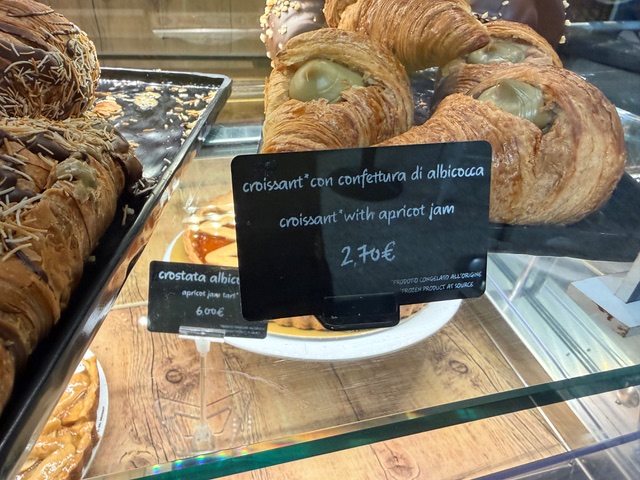 croissant*con confettura di albicocca
croissant*with apricot jam
2,70€
*PRODOTTO CONGELATO ALL'ORIGINE
*FROZEN PRODUCT AT SOURCE
crostata albic
apricot jam tart*
6,00€